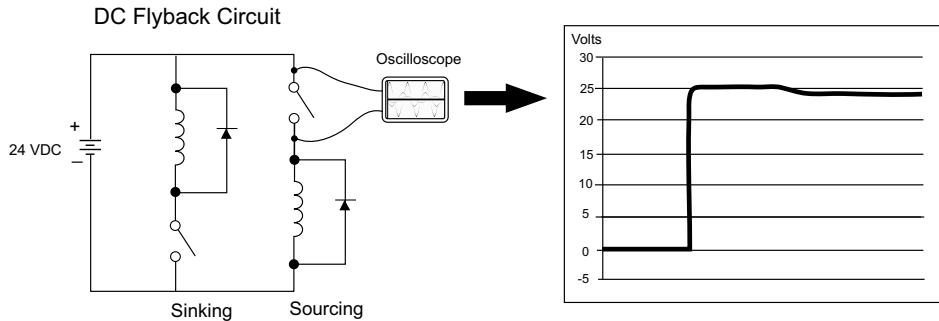 DC Flyback Circuit
Oscilloscope
+
24 VDC
–
Sinking
Sourcing
Volts
30
25
20
15
10
5
0
-5